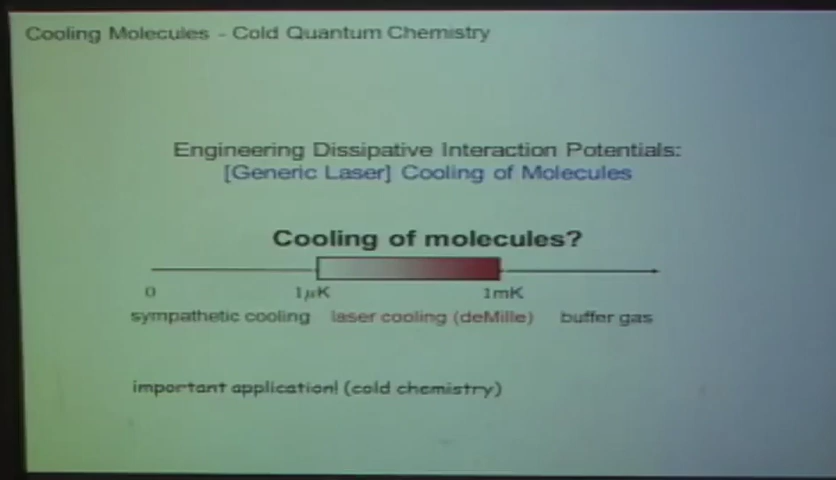 Cooling Molecules - Cold Quantum Chemistry
Engineering Dissipative Interaction Potentials:
[Generic Laser] Cooling of Molecules
Cooling of molecules?
0 1μK 1mK
sympathetic cooling laser cooling (deMille) buffer gas
important application! (cold chemistry)